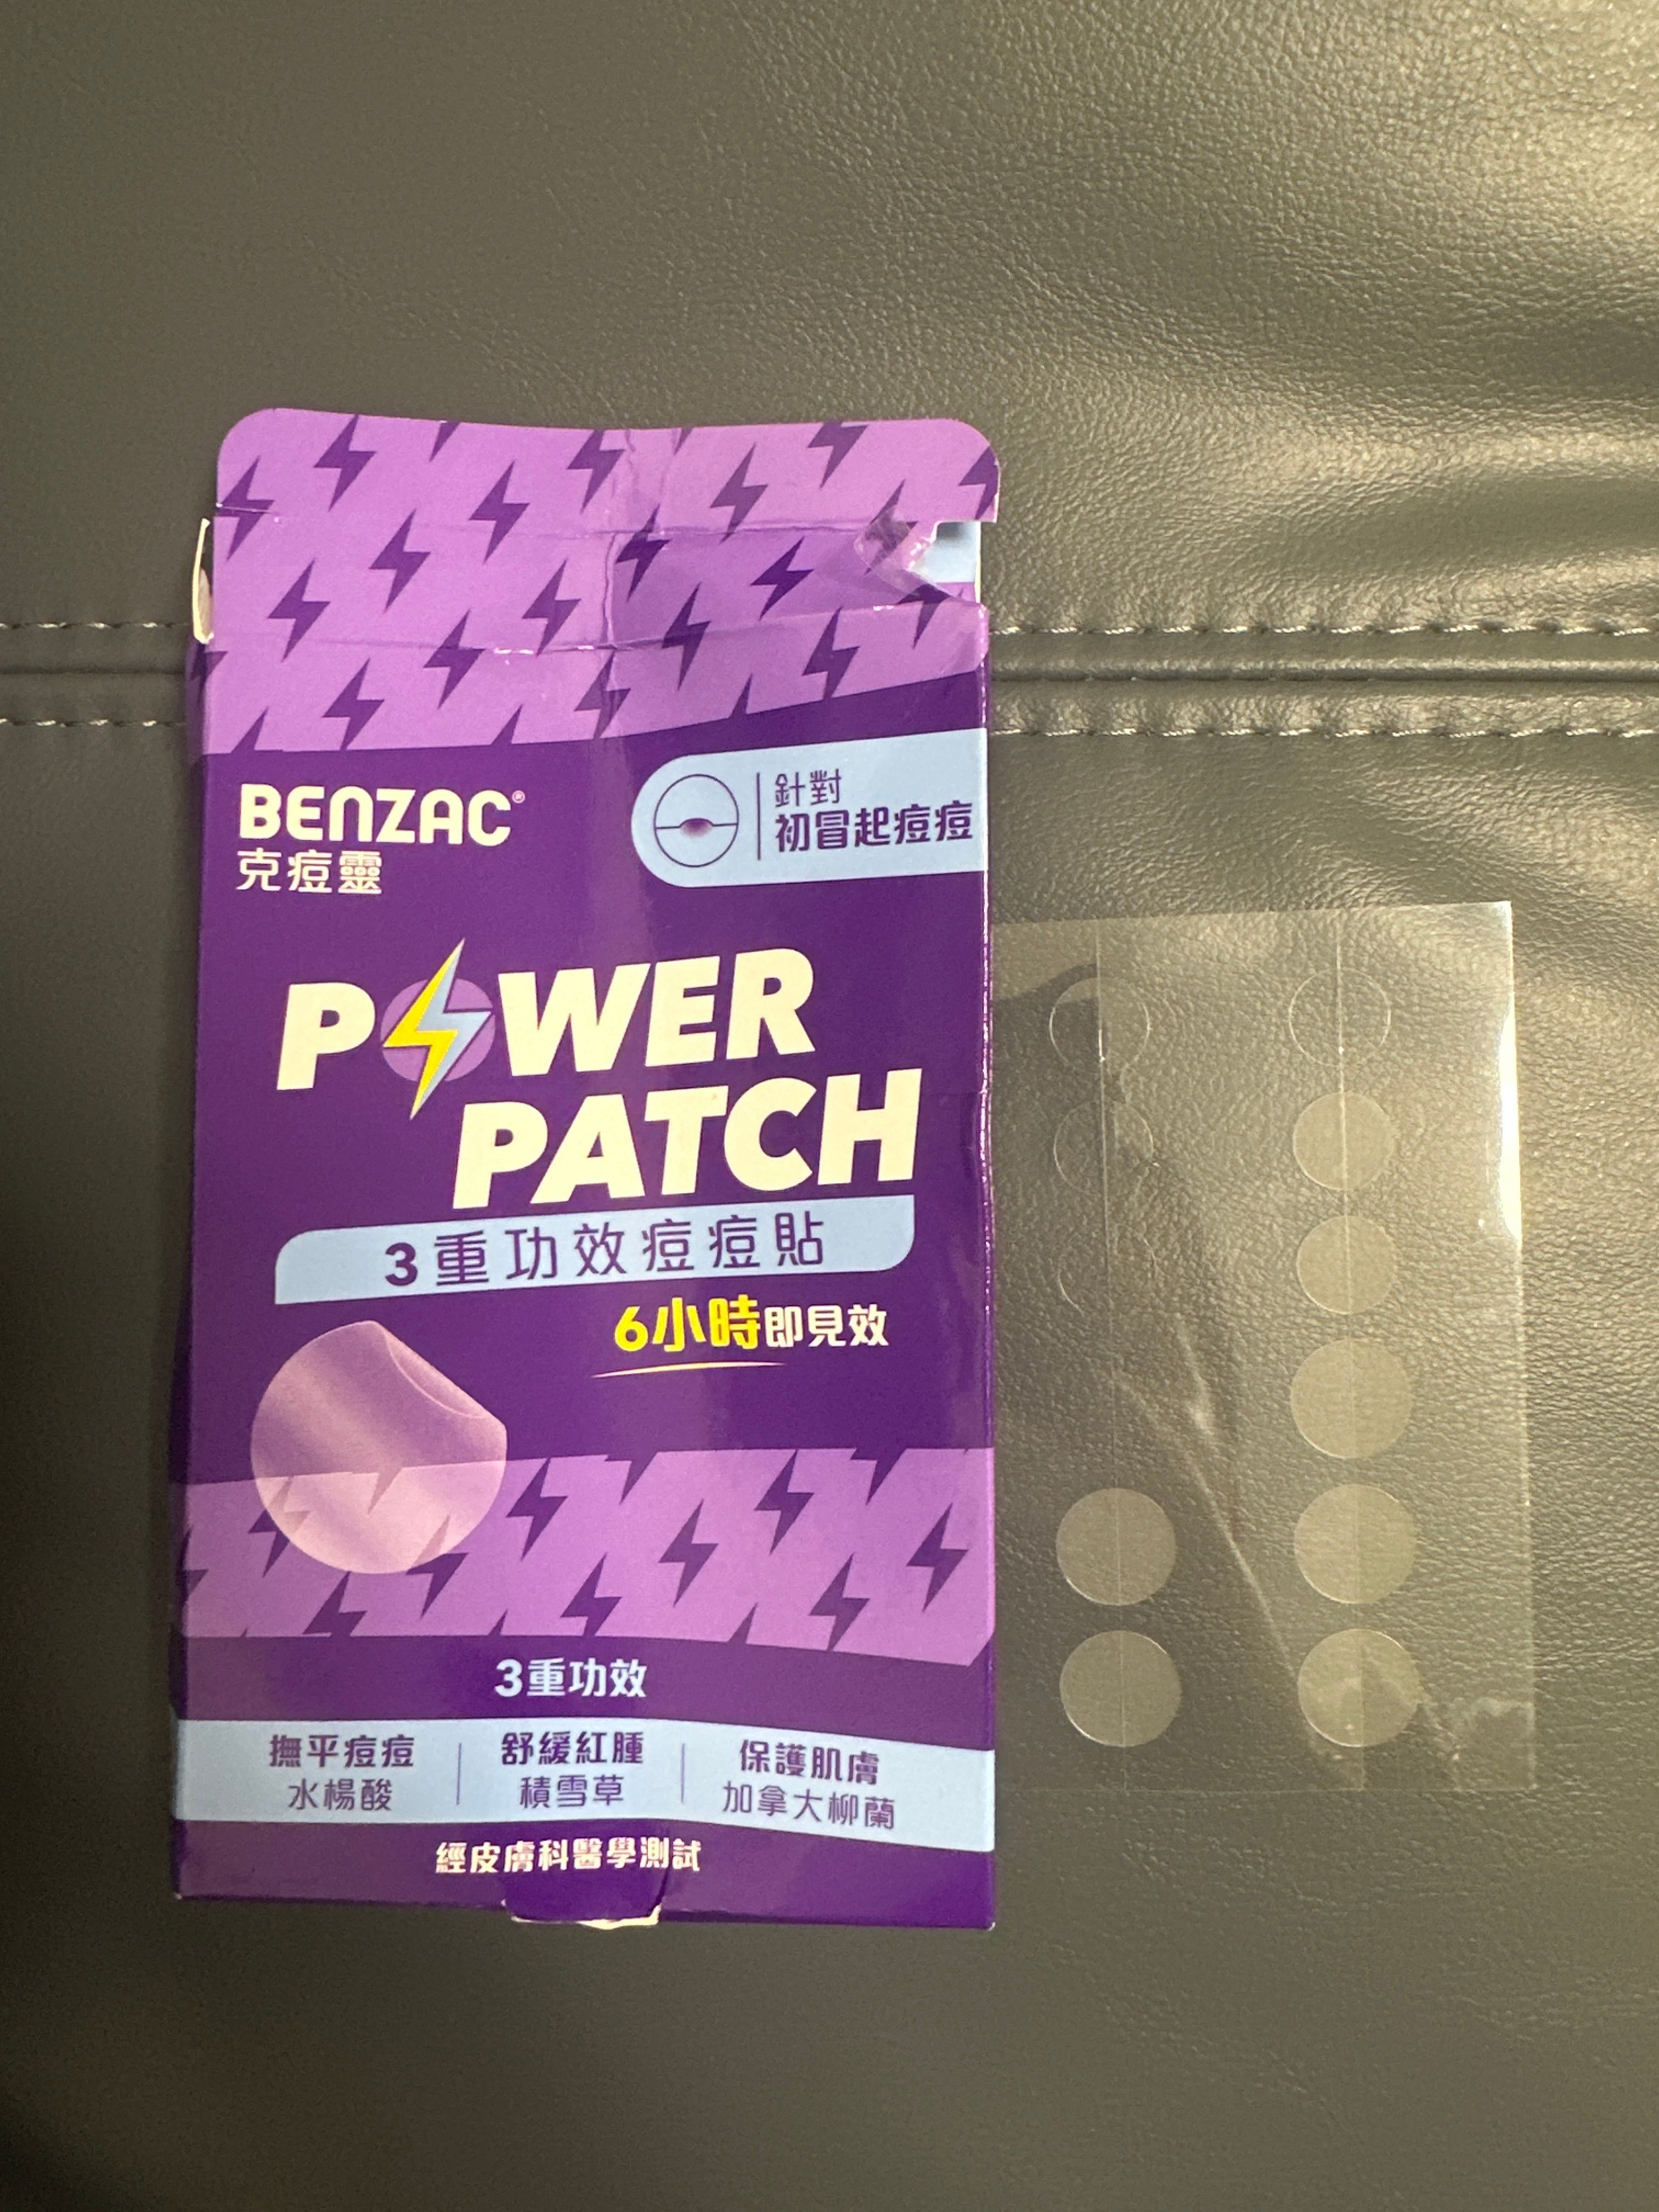 BENZAC®
克痘靈
針對
初冒起痘痘
POWER
PATCH
3重功效痘痘貼
6小時即見效
3重功效
撫平痘痘
水楊酸
舒緩紅腫
積雪草
保護肌膚
加拿大柳蘭
經皮膚科醫學測試